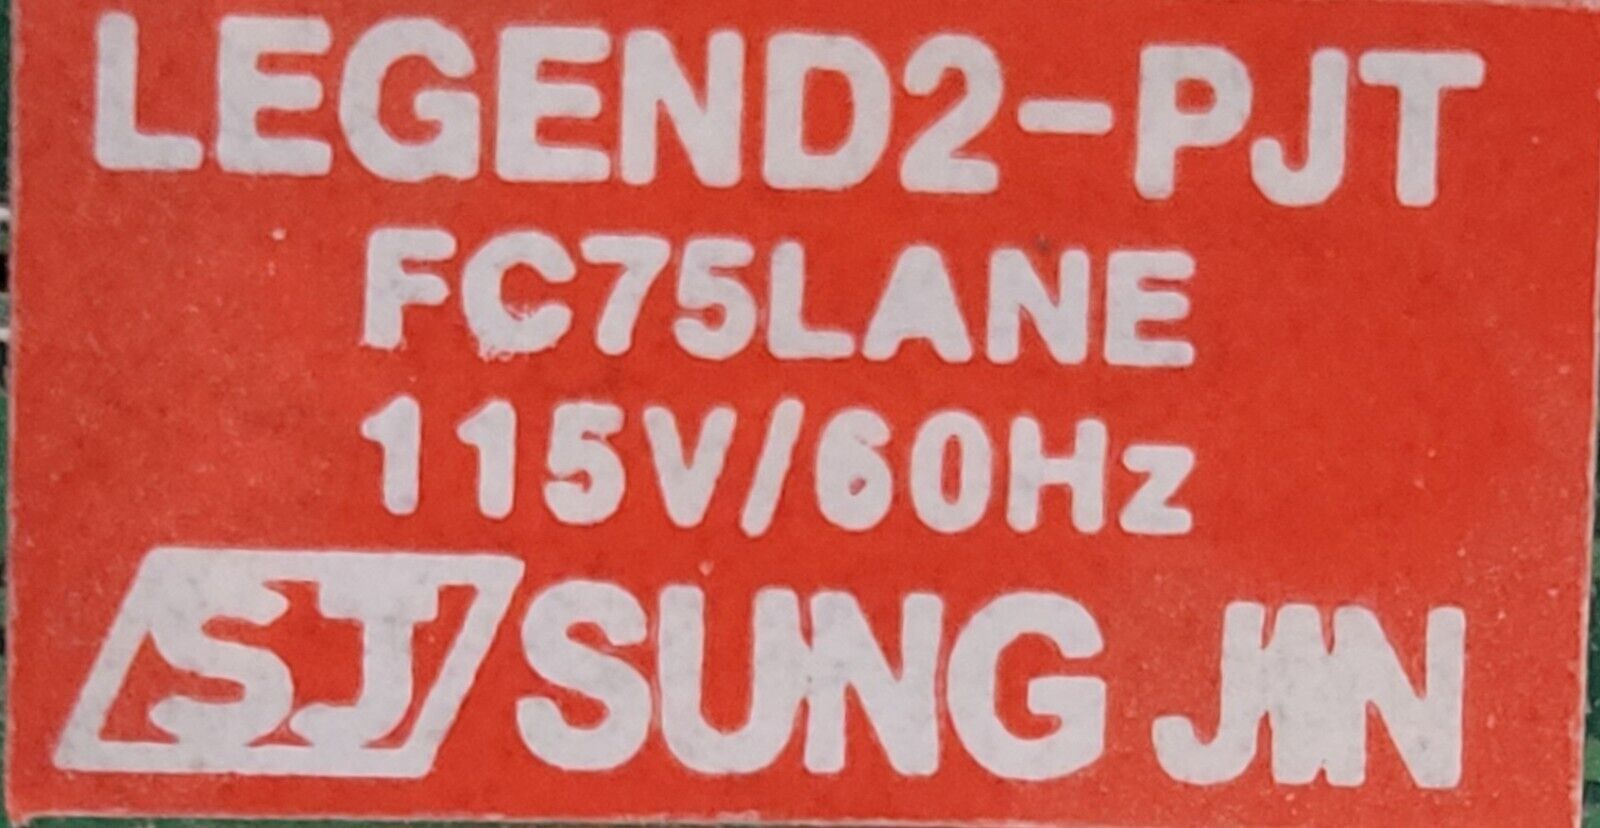 LEGEND2-PJT
FC75LANE
115V/60Hz
SJ SUNG JIN